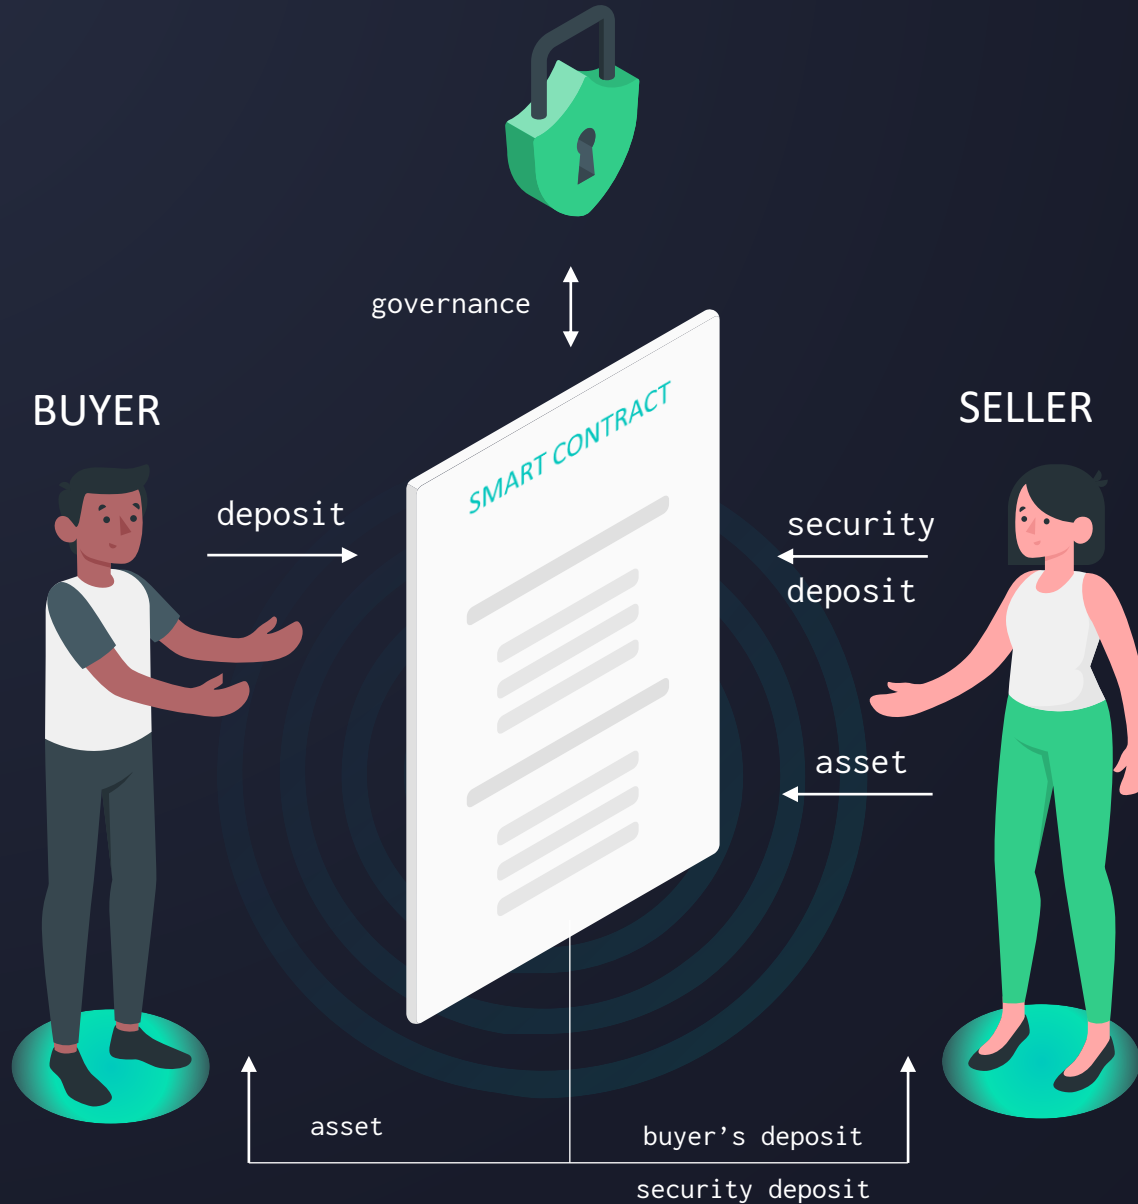 governance
BUYER
SELLER
SMART CONTRACT
deposit
security
deposit
asset
asset
buyer’s deposit
security deposit